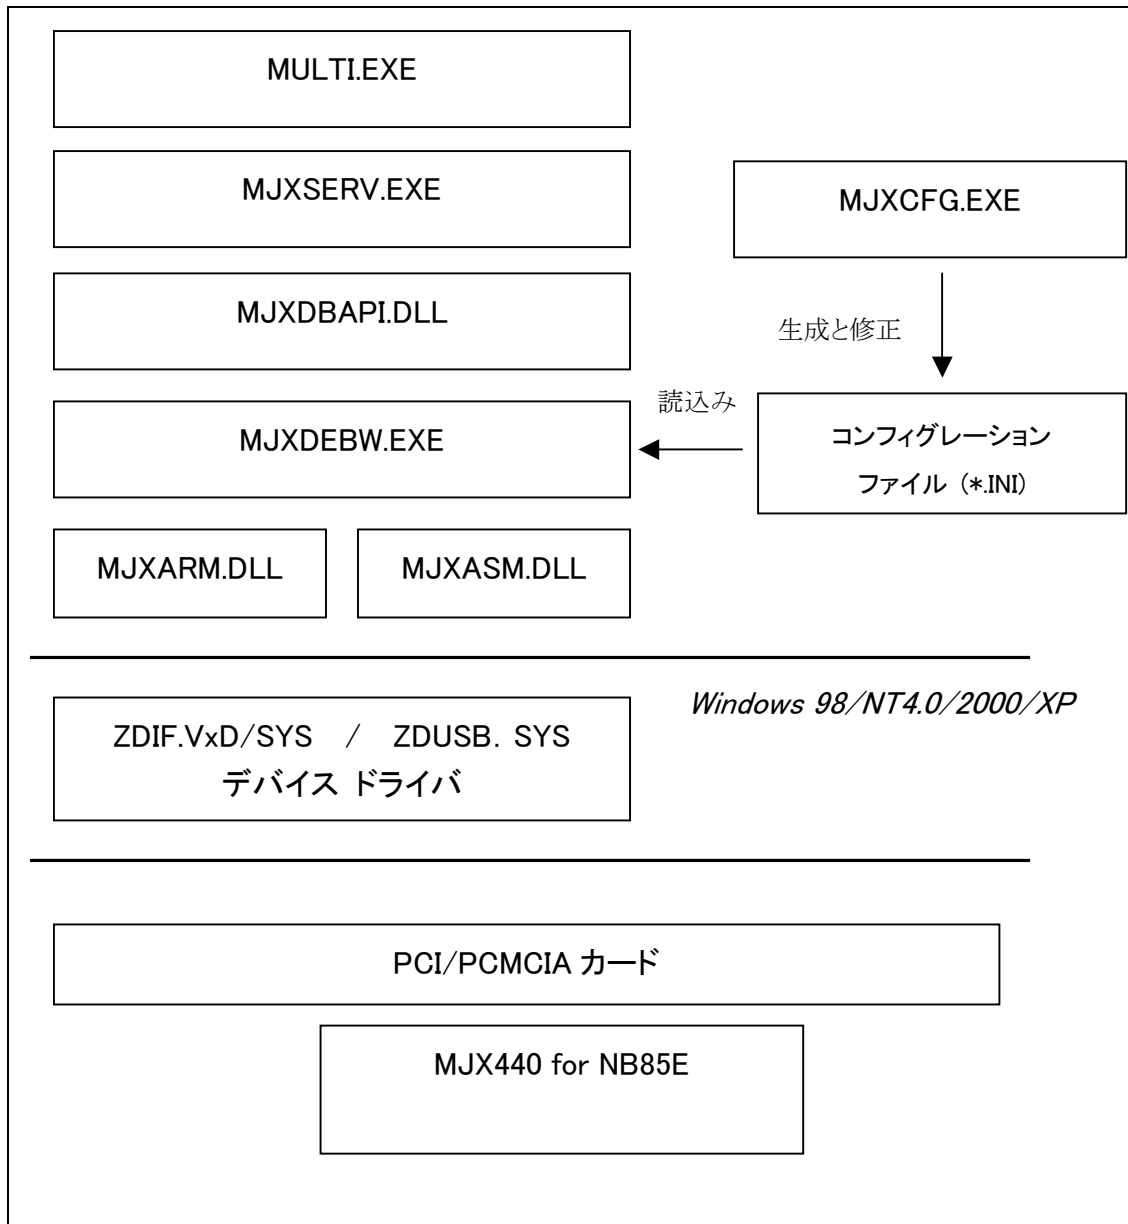 MULTI.EXE
MJXSERV.EXE
MJXCFG.EXE
MJXDBAPI.DLL
生成と修正
読込み
MJXDEBW.EXE
コンフィグレーション
ファイル (*.INI)
MJXARM.DLL
MJXASM.DLL
Windows 98/NT4.0/2000/XP
ZDIF.VxD/SYS / ZDUSB. SYS
デバイス ドライバ
PCI/PCMCIA カード
MJX440 for NB85E